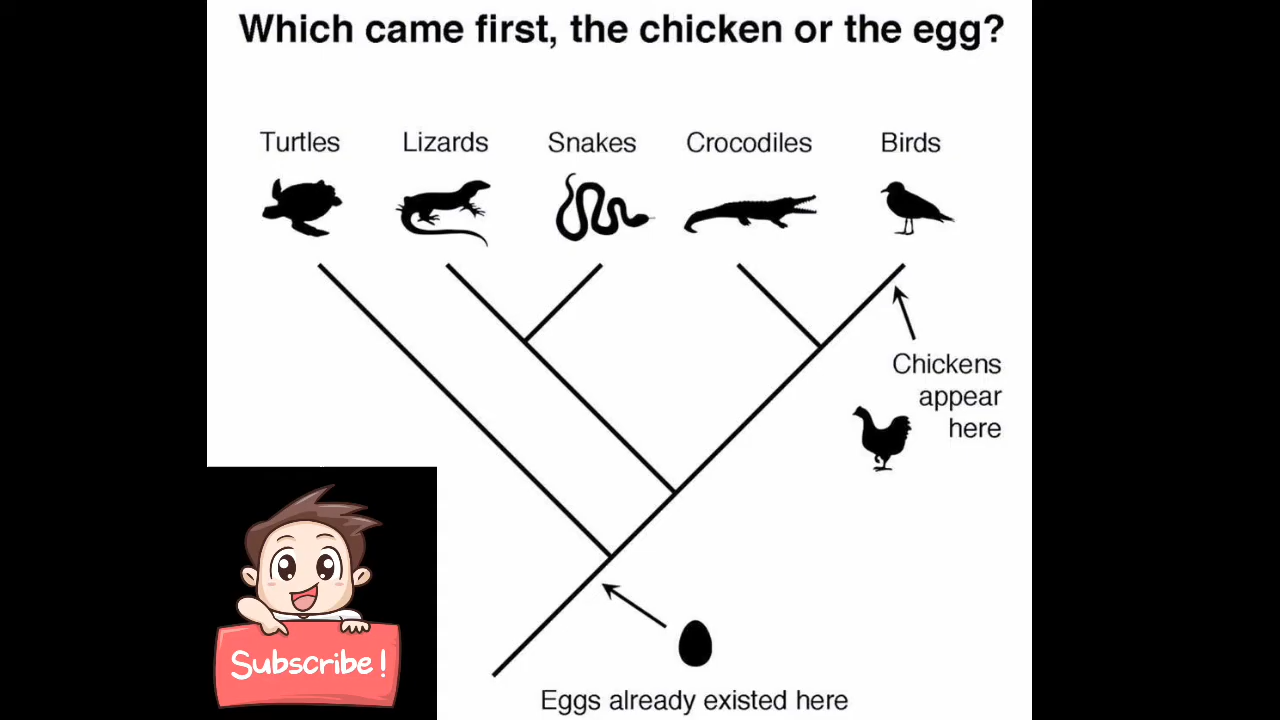 Which came first, the chicken or the egg?
Turtles Lizards Snakes Crocodiles Birds
Chickens
appear
here
Subscribe!
Eggs already existed here